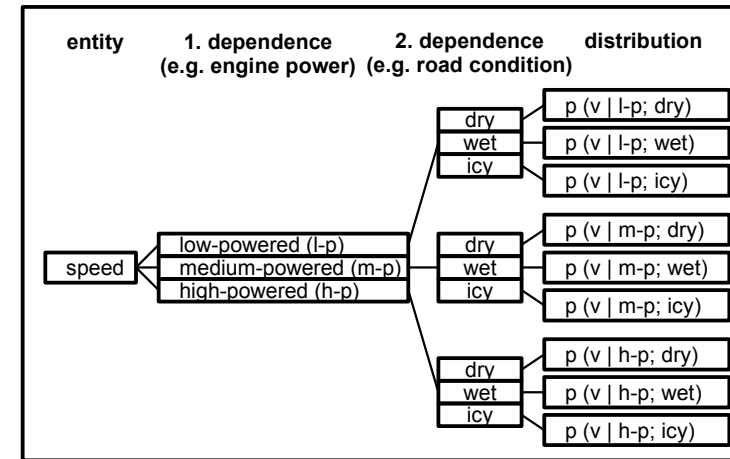 entity
1. dependence
(e.g. engine power)
2. dependence
(e.g. road condition)
distribution
speed
low-powered (l-p)
medium-powered (m-p)
high-powered (h-p)
dry
wet
icy
p (v | l-p; dry)
p (v | l-p; wet)
p (v | l-p; icy)
dry
wet
icy
p (v | m-p; dry)
p (v | m-p; wet)
p (v | m-p; icy)
dry
wet
icy
p (v | h-p; dry)
p (v | h-p; wet)
p (v | h-p; icy)